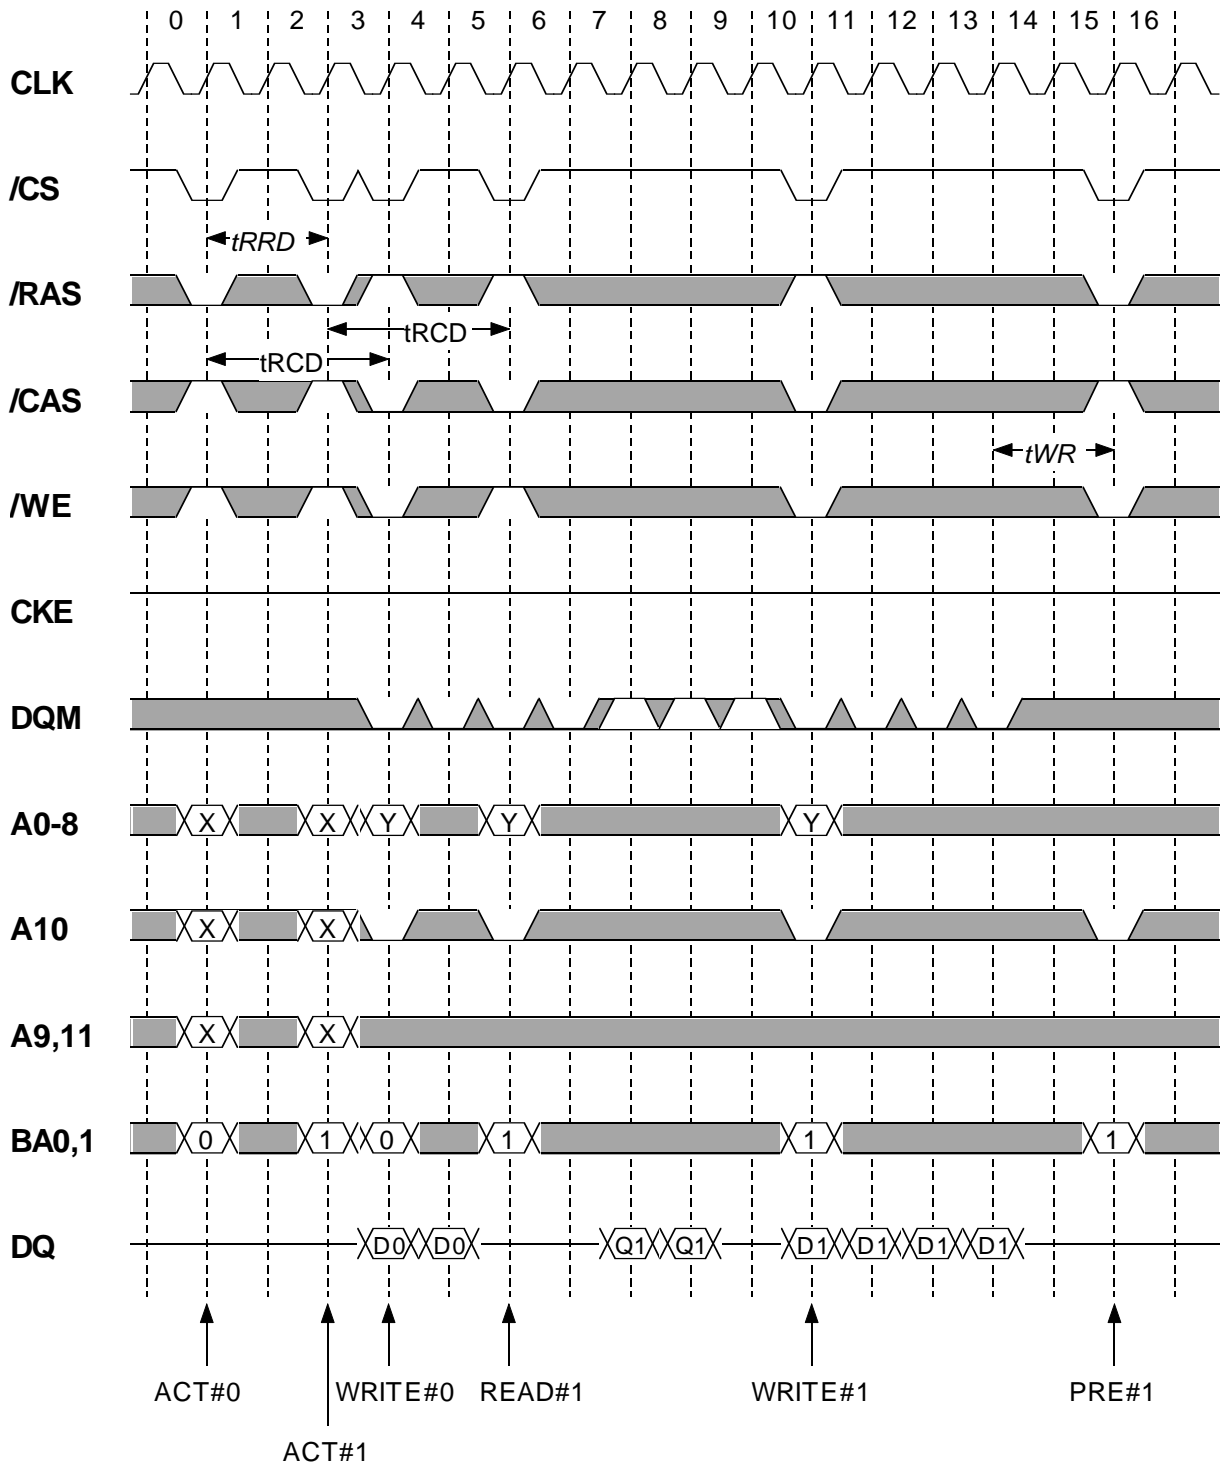 0 1 2 3 4 5 6 7 8 9 10 11 12 13 14 15 16
CLK
/CS
tRRD
/RAS
tRCD
tRCD
/CAS
tWR
/WE
CKE
DQM
A0-8 X X Y Y Y
A10 X X
A9,11 X X
BA0,1 0 1 0 1 1 1
DQ D0 D0 Q1 Q1 D1 D1 D1 D1
ACT#0 WRITE#0 READ#1 WRITE#1 PRE#1
ACT#1